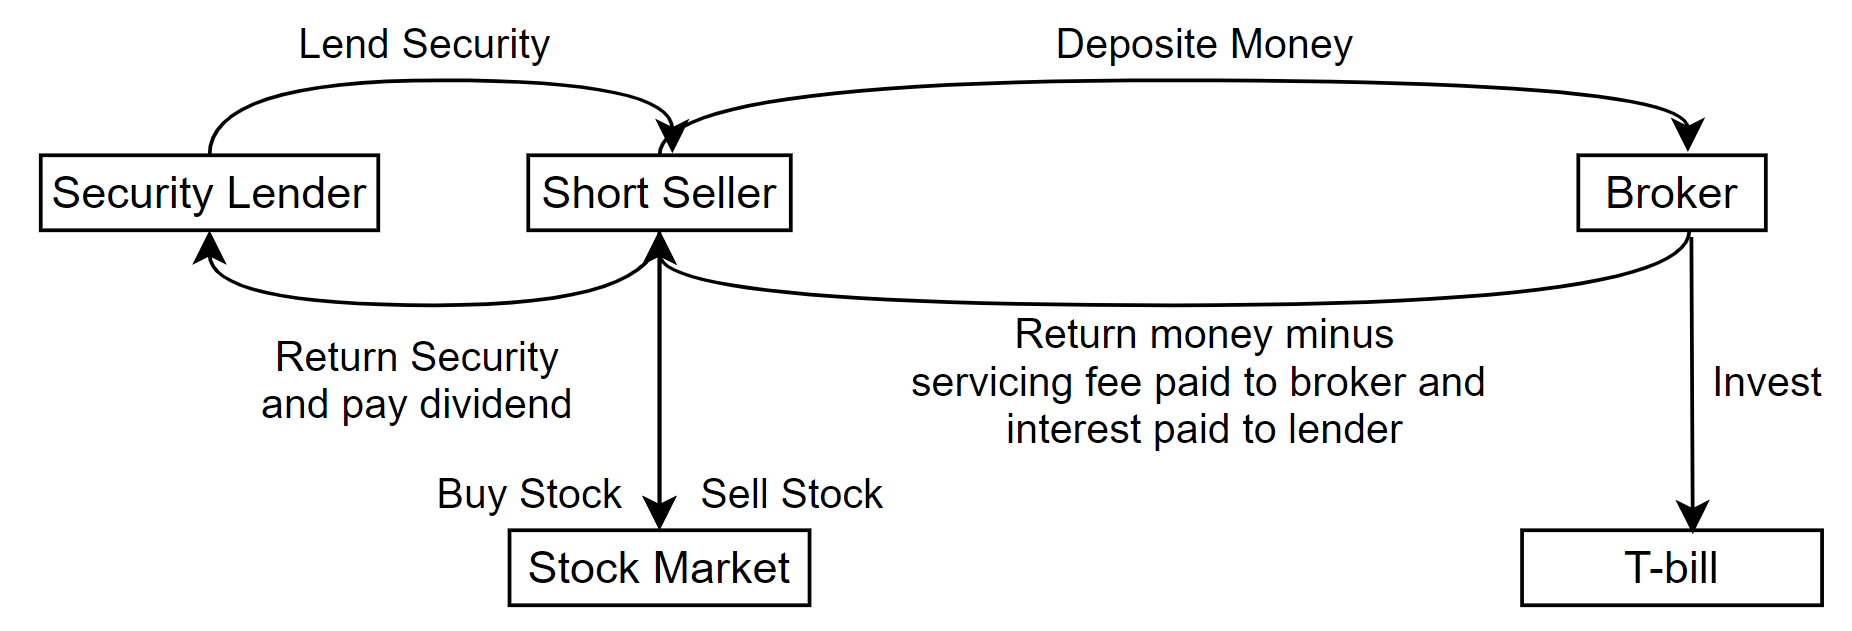 Lend Security
Deposite Money
Security Lender
Short Seller
Broker
Return Security
and pay dividend
Return money minus
servicing fee paid to broker and
interest paid to lender
Invest
Buy Stock
Sell Stock
Stock Market
T-bill